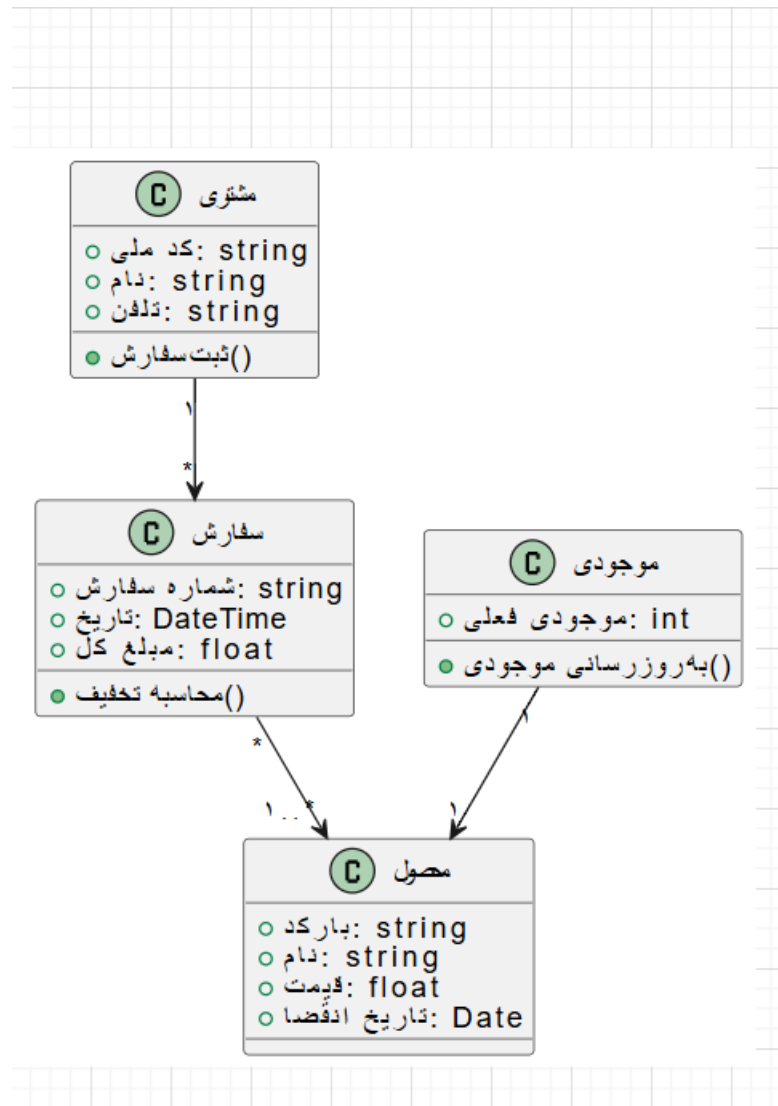 C مشتری
کد ملی: string
نام: string
تلفن: string
ثبت سفارش()
۱
*
C سفارش
شماره سفارش: string
تاریخ: DateTime
مبلغ کل: float
محاسبه تخفیف()
C موجودی
موجودی فعلی: int
به‌روزرسانی موجودی()
*
۱..*
۱
۱
C محصول
بارکد: string
نام: string
قیمت: float
تاریخ انقضا: Date